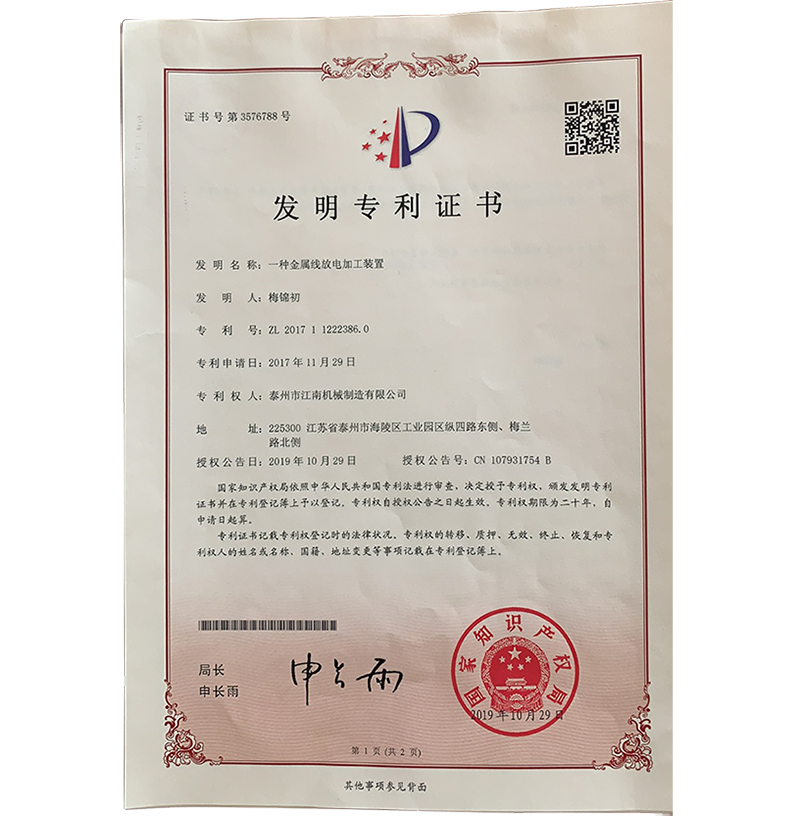 证书号第3576788号
发明专利证书
发明名称：一种金属线放电加工装置
发明人：梅锦初
专利号：ZL 2017 1 1222386.0
专利申请日：2017年11月29日
专利权人：泰州市江南机械制造有限公司
地址：225300 江苏省泰州市海陵区工业园区纵四路东侧、梅兰
路北侧
授权公告日：2019年10月29日 授权公告号：CN 107931754 B
国家知识产权局依照中华人民共和国专利法进行审查，决定授予专利权，颁发发明专利
证书并在专利登记簿上予以登记。专利权自授权公告之日起生效。专利权期限为二十年，自
申请日起算。
专利证书记载专利权登记时的法律状况。专利权的转移、质押、无效、终止、恢复和专
利权人的姓名或名称、国籍、地址变更等事项记载在专利登记簿上。
局长
申长雨
申长雨
国家知识产权局
2019年10月29日
第1页(共2页)
其他事项参见背面